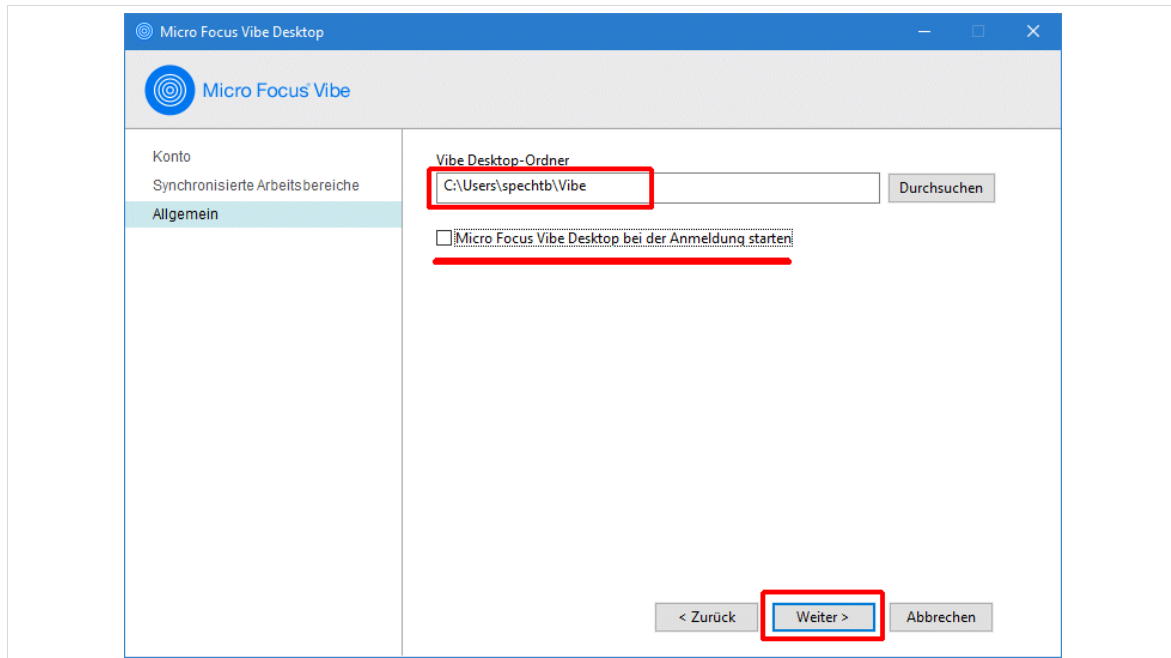 Micro Focus Vibe Desktop
Micro Focus Vibe
Konto
Synchronisierte Arbeitsbereiche
Allgemein
Vibe Desktop-Ordner
C:\Users\spechtb\Vibe
Durchsuchen
Micro Focus Vibe Desktop bei der Anmeldung starten
< Zurück
Weiter >
Abbrechen